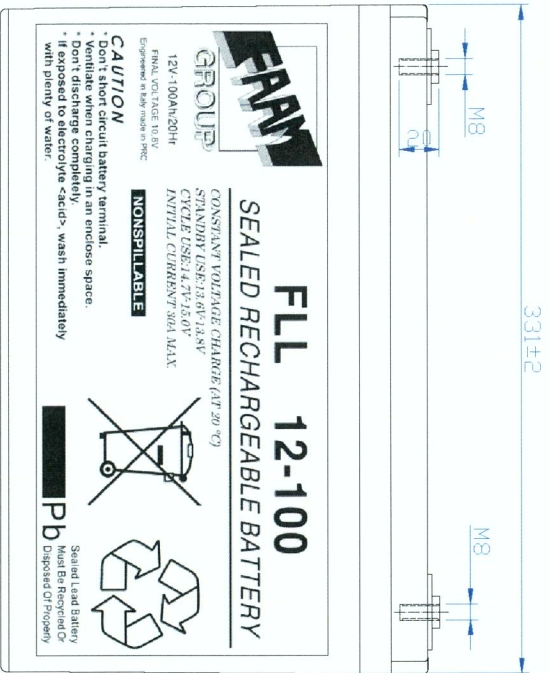 331±2
M8
M8
20
FAAM
GROUP
12V-100Ah/20Hr
FINAL VOLTAGE 10.8V
Engineered in Italy made in PRC
FLL 12-100
SEALED RECHARGEABLE BATTERY
CONSTANT VOLTAGE CHARGE (AT 20 °C)
STANDBY USE:13.6V-13.8V
CYCLE USE:14.7V-15.0V
INITIAL CURRENT 30A MAX.
NONSPILLABLE
CAUTION
* Don't short circuit battery terminal.
* Ventilate when charging in an enclose space.
* Don't discharge completely.
* If exposed to electrolyte <acid>, wash immediately
with plenty of water.
Pb
Sealed Lead Battery
Must Be Recycled Or
Disposed Of Properly